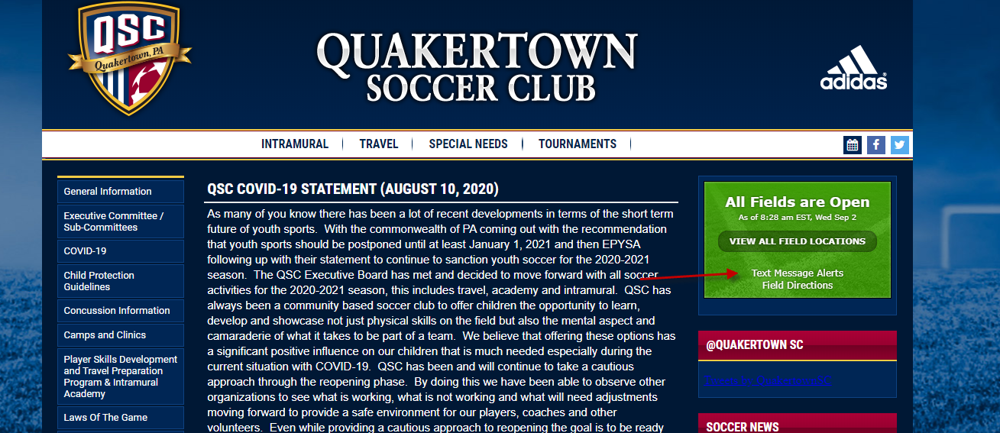 QSC
Quakertown, PA
QUAKERTOWN
SOCCER CLUB
adidas®
INTRAMURAL
TRAVEL
SPECIAL NEEDS
TOURNAMENTS
General Information
Executive Committee /
Sub-Committees
COVID-19
Child Protection
Guidelines
Concussion Information
Camps and Clinics
Player Skills Development
and Travel Preparation
Program & Intramural
Academy
Laws Of The Game
QSC COVID-19 STATEMENT (AUGUST 10, 2020)
As many of you know there has been a lot of recent developments in terms of the short term
future of youth sports.  With the commonwealth of PA coming out with the recommendation
that youth sports should be postponed until at least January 1, 2021 and then EPYSA
following up with their statement to continue to sanction youth soccer for the 2020-2021
season.  The QSC Executive Board has met and decided to move forward with all soccer
activities for the 2020-2021 season, this includes travel, academy and intramural.  QSC has
always been a community based soccer club to offer children the opportunity to learn,
develop and showcase not just physical skills on the field but also the mental aspect and
camaraderie of what it takes to be part of a team.  We believe that offering these options has
a significant positive influence on our children that is much needed especially during the
current situation with COVID-19.  QSC has been and will continue to take a cautious
approach through the reopening phase.  By doing this we have been able to observe other
organizations to see what is working, what is not working and what will need adjustments
moving forward to provide a safe environment for our players, coaches and other
volunteers.  Even while providing a cautious approach to reopening the goal is to be ready
All Fields are Open
As of 8:28 am EST, Wed Sep 2
VIEW ALL FIELD LOCATIONS
Text Message Alerts
Field Directions
@QUAKERTOWN SC
Tweets by QuakertownSC
SOCCER NEWS